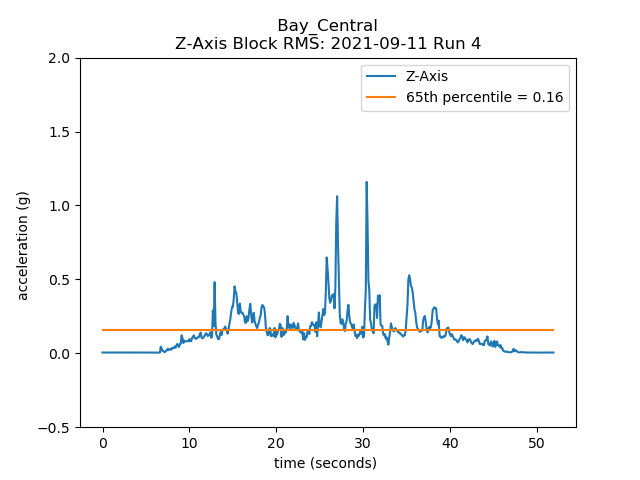 Bay_Central
Z-Axis Block RMS: 2021-09-11 Run 4
Z-Axis
65th percentile = 0.16
acceleration (g)
2.0
1.5
1.0
0.5
0.0
−0.5
0 10 20 30 40 50
time (seconds)